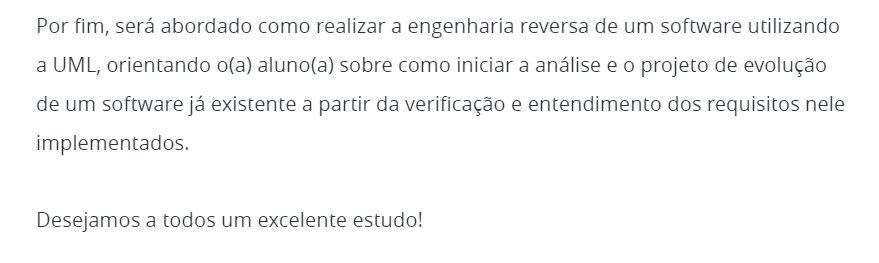 Por fim, será abordado como realizar a engenharia reversa de um software utilizando
a UML, orientando o(a) aluno(a) sobre como iniciar a análise e o projeto de evolução
de um software já existente a partir da verificação e entendimento dos requisitos nele
implementados.
Desejamos a todos um excelente estudo!